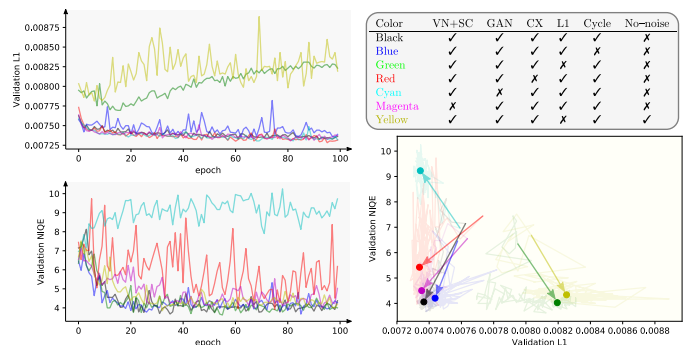 0.00875
0.00850
0.00825
0.00800
0.00775
0.00750
0.00725
Validation L1
0 20 40 60 80 100
epoch
Color VN+SC GAN CX L1 Cycle No-noise
Black ✓ ✓ ✓ ✓ ✓ ✗
Blue ✓ ✓ ✓ ✓ ✗ ✗
Green ✓ ✓ ✓ ✗ ✓ ✗
Red ✓ ✓ ✗ ✓ ✓ ✗
Cyan ✓ ✗ ✓ ✓ ✓ ✗
Magenta ✗ ✓ ✓ ✓ ✓ ✗
Yellow ✓ ✓ ✓ ✗ ✓ ✓
10
9
8
7
6
5
4
Validation NIQE
0 20 40 60 80 100
epoch
10
9
8
7
6
5
4
Validation NIDE
0.0072 0.0074 0.0076 0.0078 0.0080 0.0082 0.0084 0.0086 0.0088
Validation L1